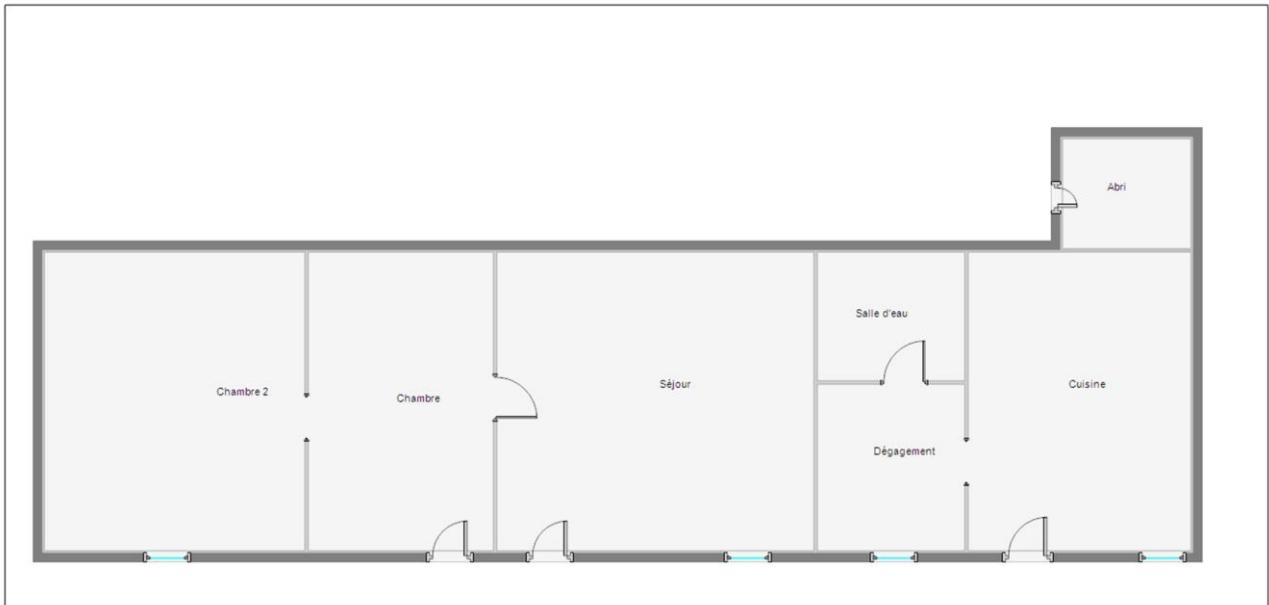 Abri
Salle d'eau
Chambre 2
Chambre
Séjour
Cuisine
Dégagement